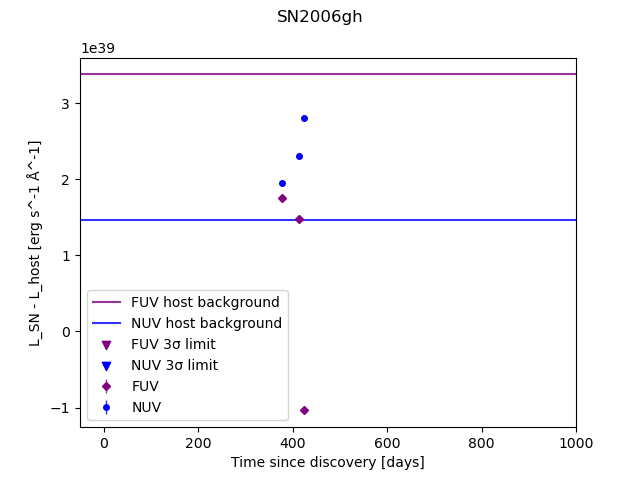 SN2006gh
1e39
3
2
1
0
−1
L_SN - L_host [erg s^-1 Å^-1]
FUV host background
NUV host background
FUV 3σ limit
NUV 3σ limit
FUV
NUV
0 200 400 600 800 1000
Time since discovery [days]